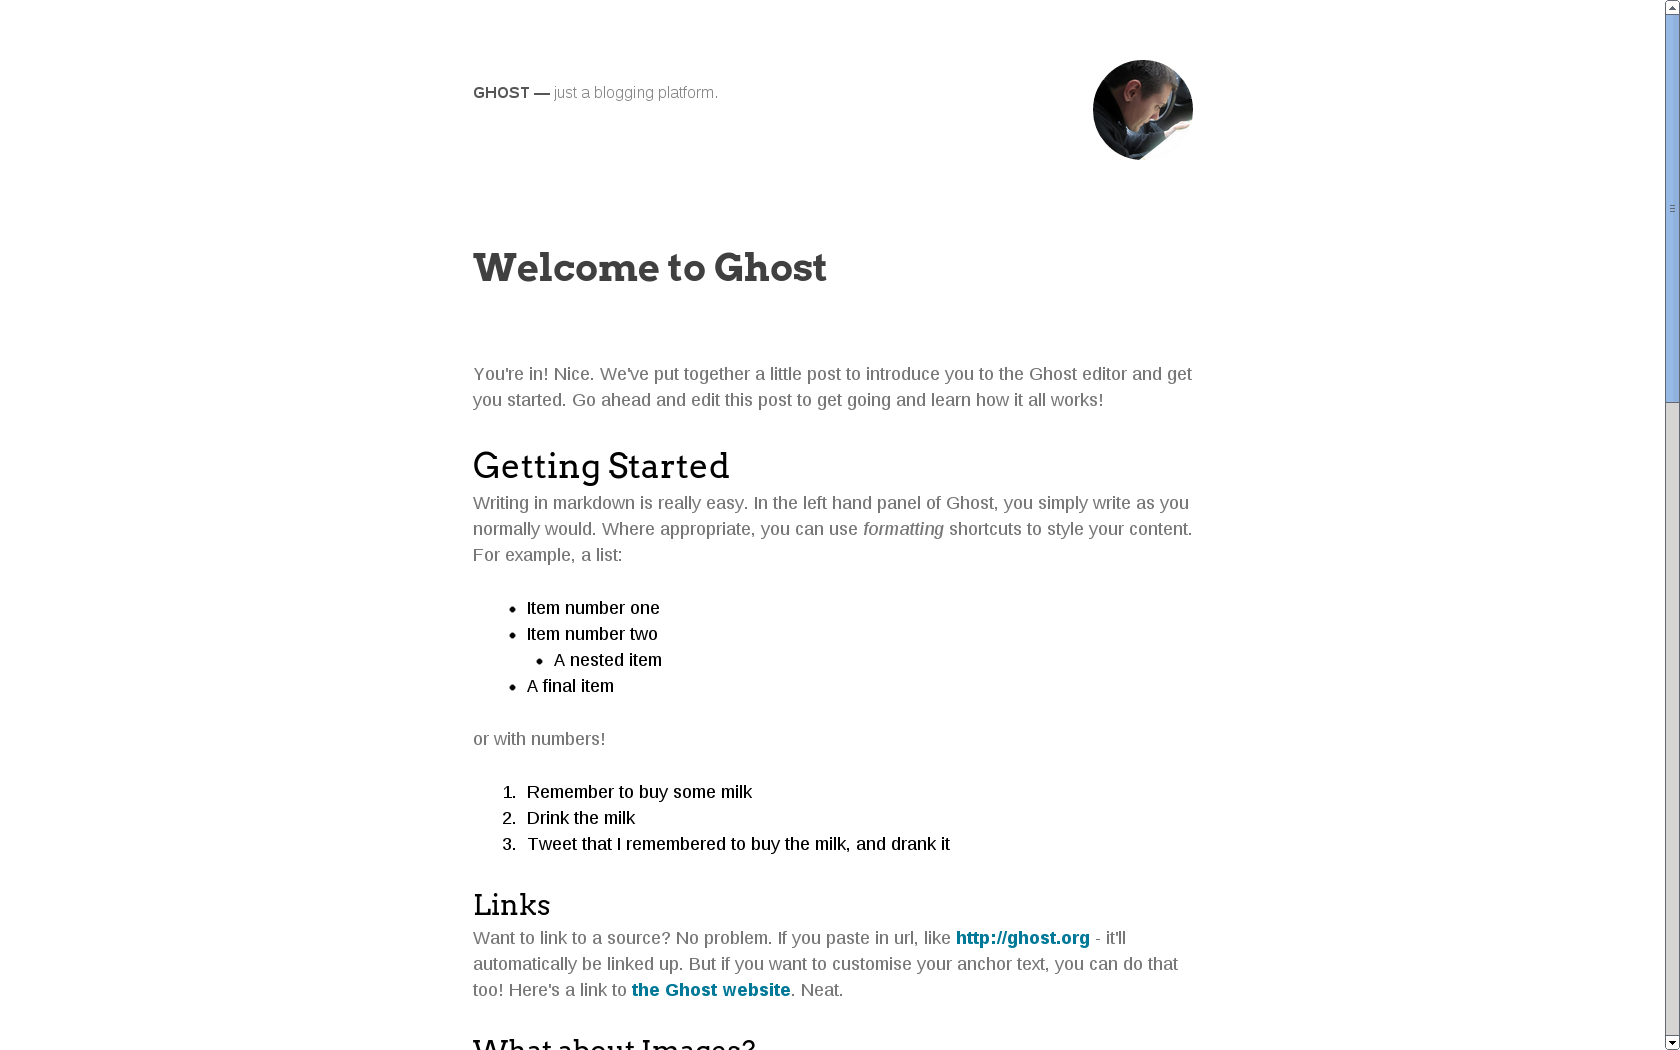 GHOST — just a blogging platform.
Welcome to Ghost
You're in! Nice. We've put together a little post to introduce you to the Ghost editor and get
you started. Go ahead and edit this post to get going and learn how it all works!
Getting Started
Writing in markdown is really easy. In the left hand panel of Ghost, you simply write as you
normally would. Where appropriate, you can use formatting shortcuts to style your content.
For example, a list:
• Item number one
• Item number two
• A nested item
• A final item
or with numbers!
1. Remember to buy some milk
2. Drink the milk
3. Tweet that I remembered to buy the milk, and drank it
Links
Want to link to a source? No problem. If you paste in url, like http://ghost.org - it'll
automatically be linked up. But if you want to customise your anchor text, you can do that
too! Here's a link to the Ghost website. Neat.
What about Images?